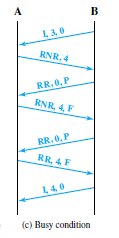 A B
I, 3, 0
RNR, 4
RR, 0, P
RNR, 4, F
RR, 0, P
RR, 4, F
I, 4, 0
(c) Busy condition